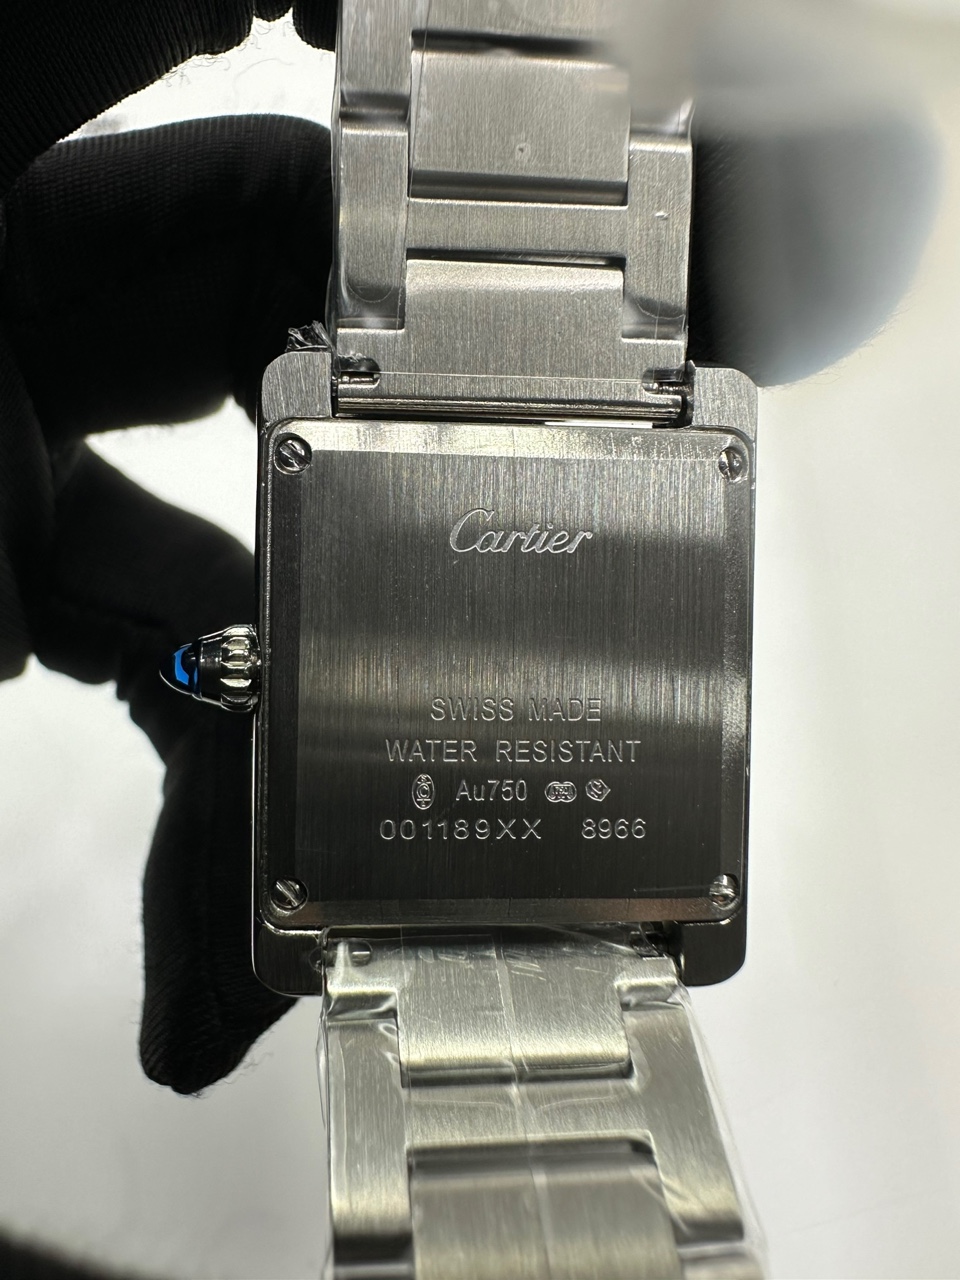 Cartier
SWISS MADE
WATER RESISTANT
Au750
001189XX 8966